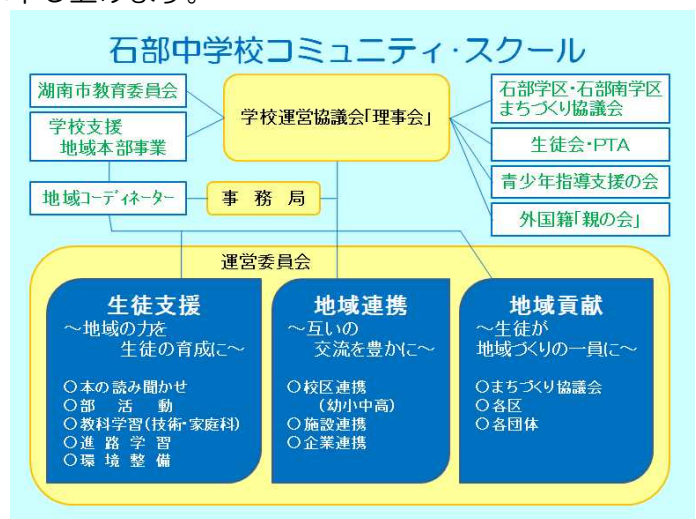 石部中学校コミュニティ・スクール
湖南市教育委員会
学校支援
地域本部事業
地域コーディネーター
学校運営協議会「理事会」
事務局
石部学区・石部南学区
まちづくり協議会
生徒会・PTA
青少年指導支援の会
外国籍「親の会」
運営委員会
生徒支援
～地域の力を
生徒の育成に～
○本の読み聞かせ
○部　活　動
○教科学習(技術・家庭科)
○進 路 学 習
○環 境 整 備
地域連携
～互いの
交流を豊かに～
○校区連携
(幼小中高)
○施設連携
○企業連携
地域貢献
～生徒が
地域づくりの一員に～
○まちづくり協議会
○各区
○各団体